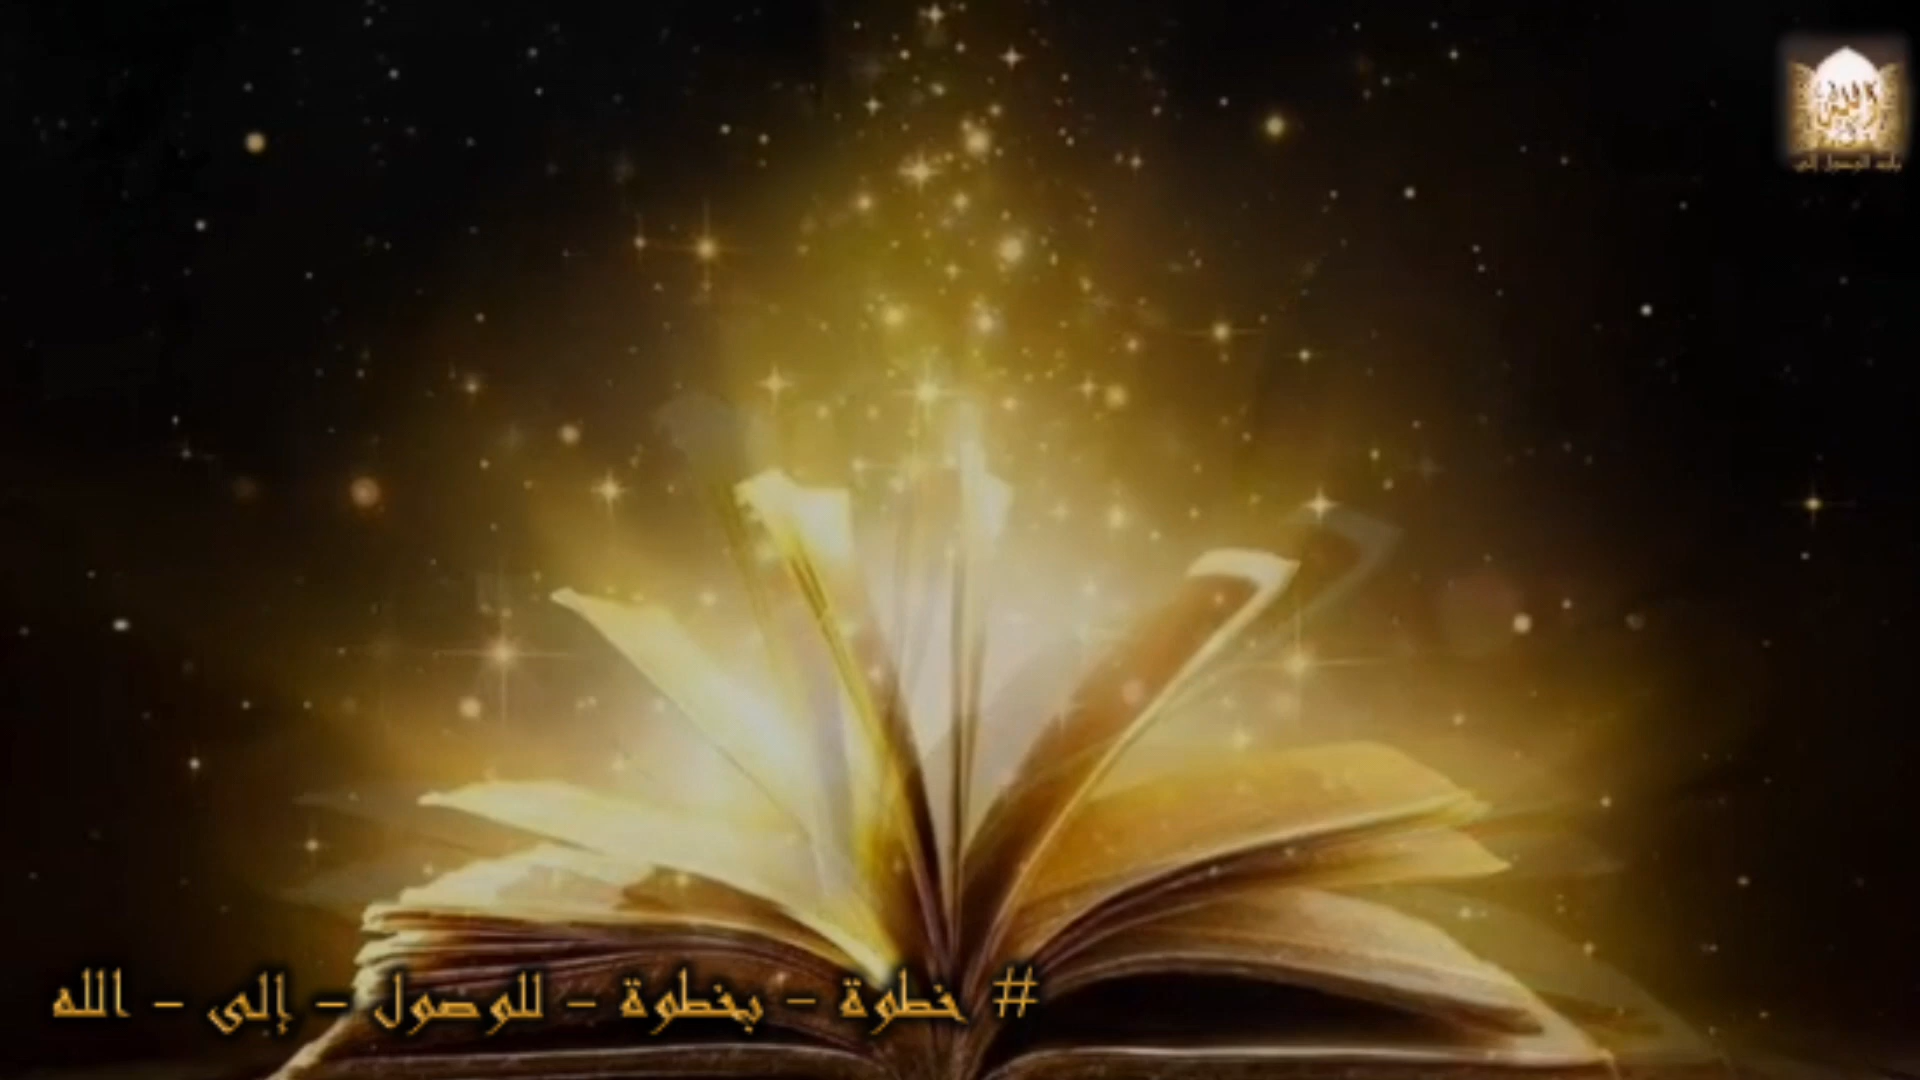 # خطوة - بخطوة - للوصول - إلى - الله